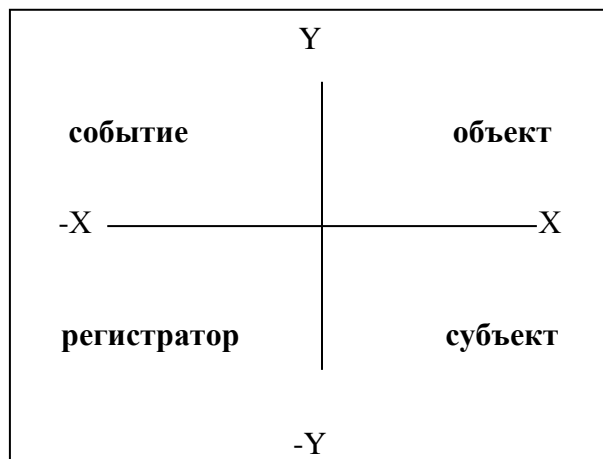 Y
событие объект
-X X
регистратор субъект
-Y